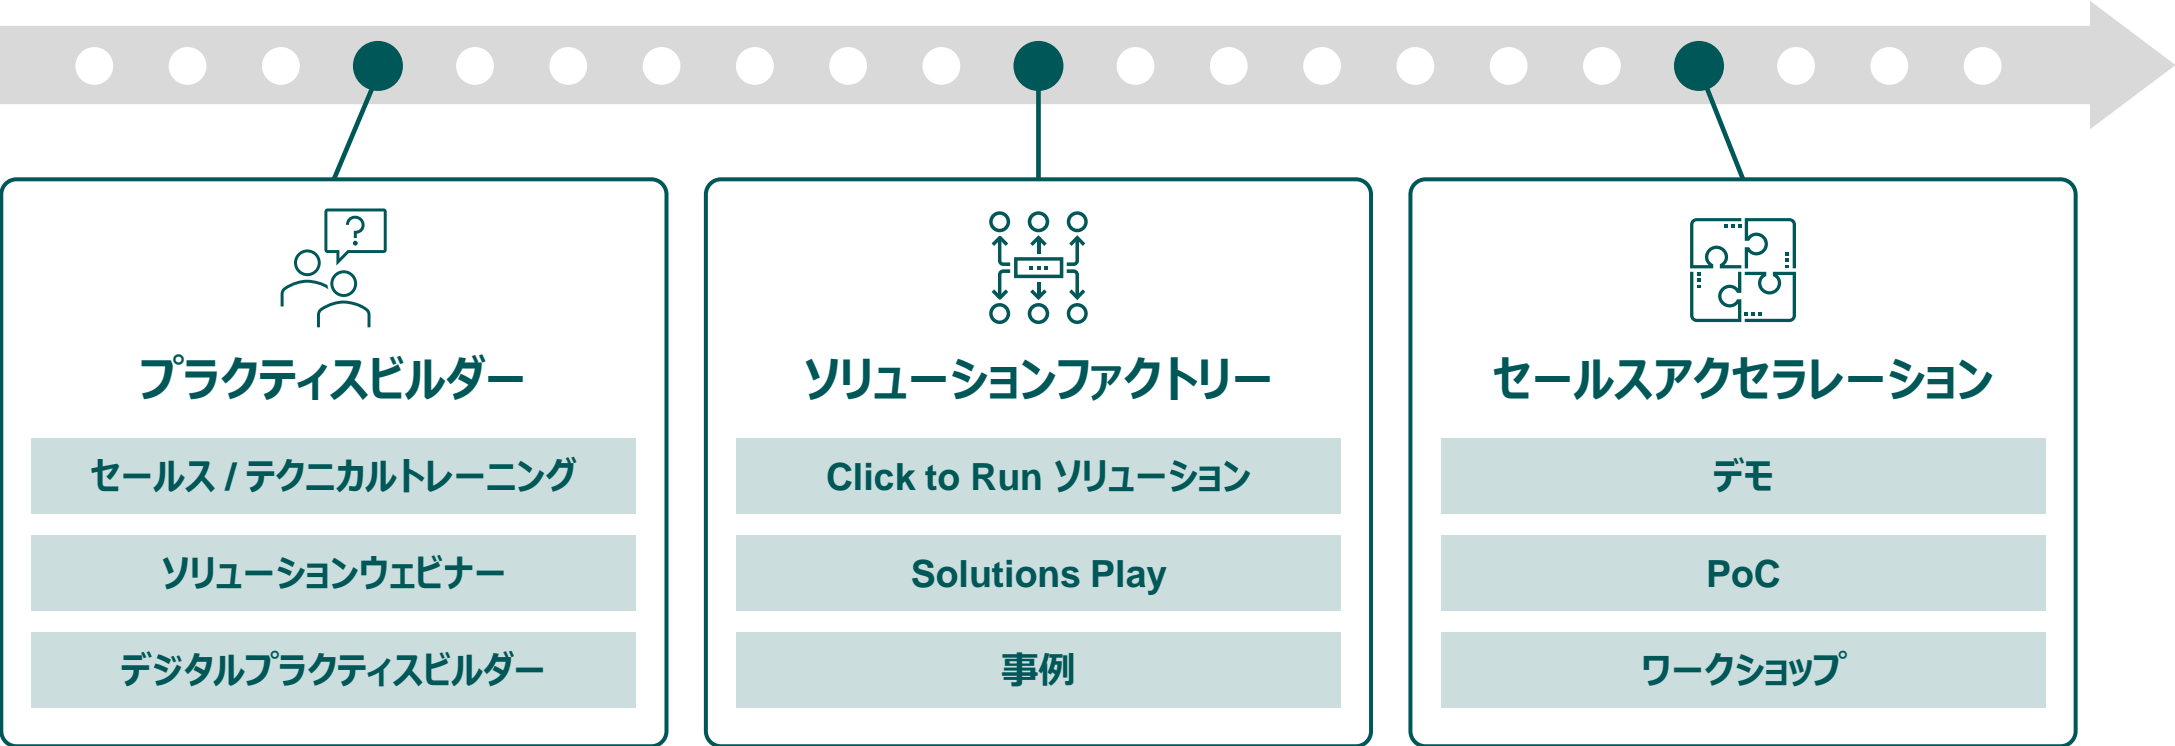 ?
プラクティスビルダー
セールス / テクニカルトレーニング
ソリューションウェビナー
デジタルプラクティスビルダー
ソリューションファクトリー
Click to Run ソリューション
Solutions Play
事例
セールスアクセラレーション
デモ
PoC
ワークショップ